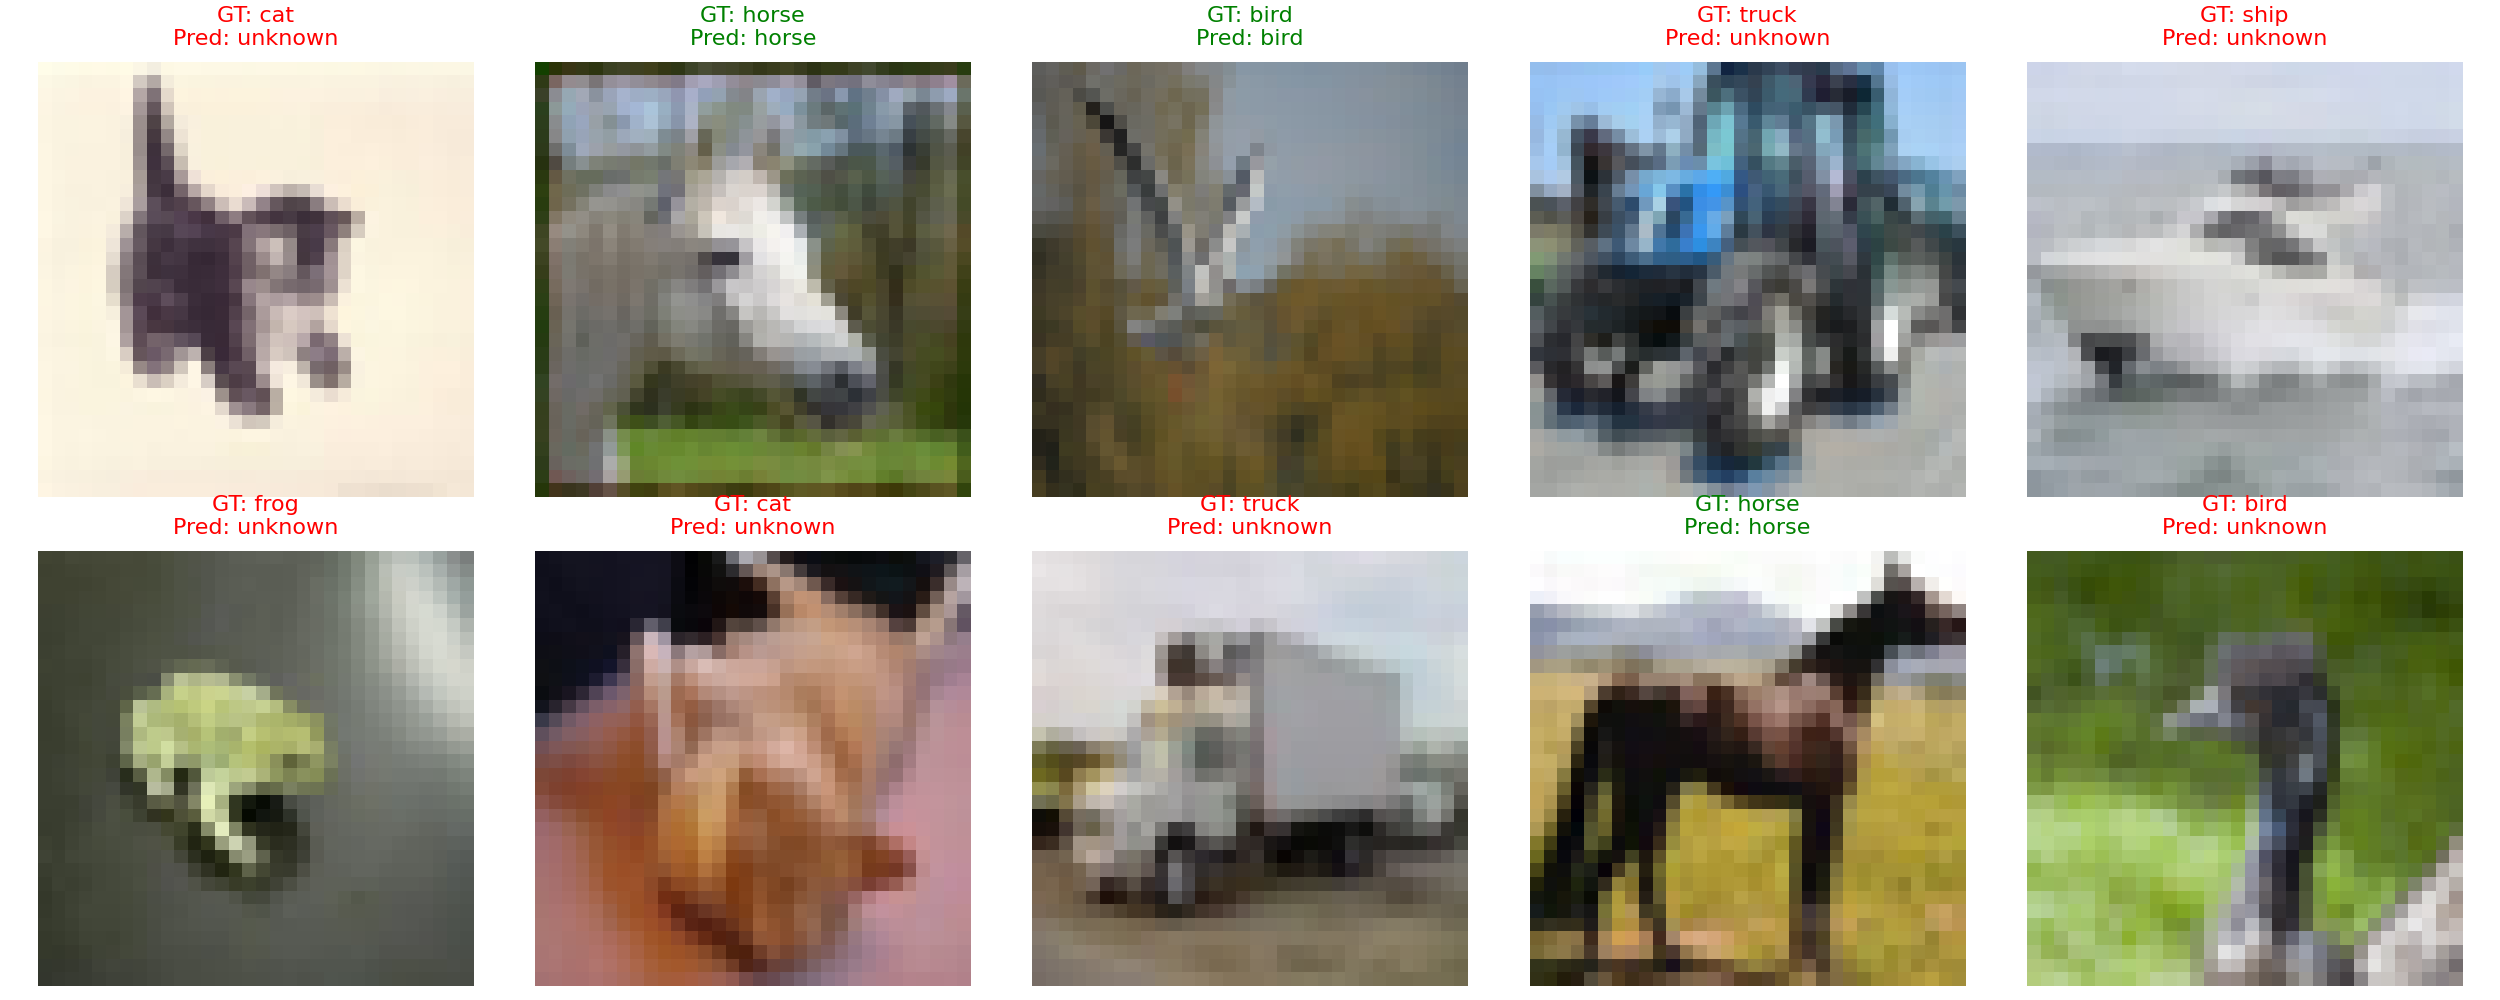 GT: cat
Pred: unknown
GT: horse
Pred: horse
GT: bird
Pred: bird
GT: truck
Pred: unknown
GT: ship
Pred: unknown
GT: frog
Pred: unknown
GT: cat
Pred: unknown
GT: truck
Pred: unknown
GT: horse
Pred: horse
GT: bird
Pred: unknown